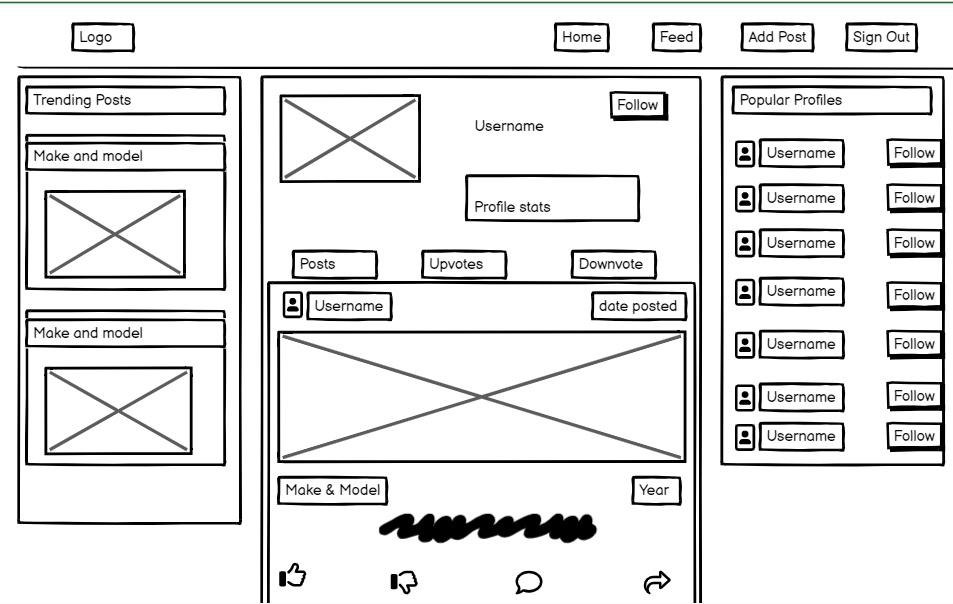 Logo
Home
Feed
Add Post
Sign Out
Trending Posts
Make and model
Make and model
Follow
Username
Profile stats
Posts
Upvotes
Downvote
Username
date posted
Make & Model
Year
Popular Profiles
Username
Follow
Username
Follow
Username
Follow
Username
Follow
Username
Follow
Username
Follow
Username
Follow